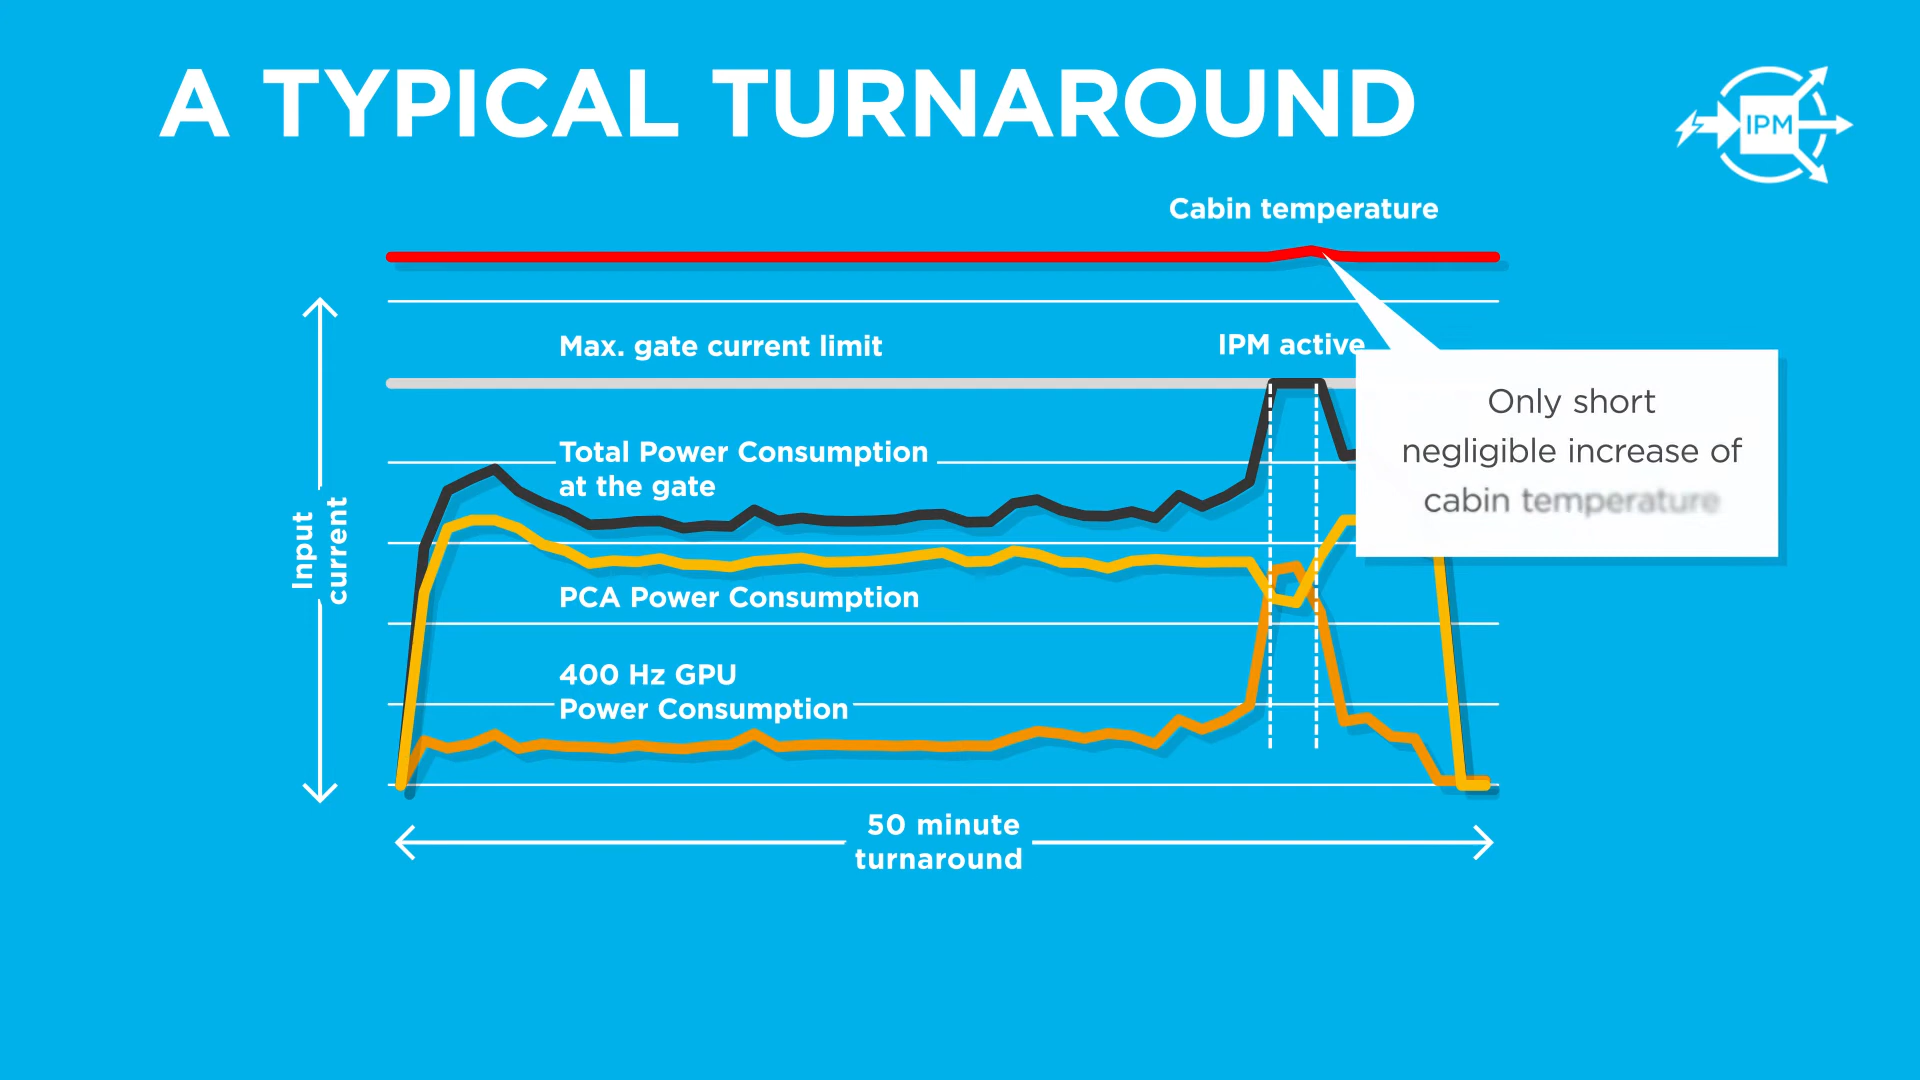 A TYPICAL TURNAROUND
IPM
Cabin temperature
Max. gate current limit
IPM active
Only short
negligible increase of
cabin temperature
Total Power Consumption
at the gate
Input
current
PCA Power Consumption
400 Hz GPU
Power Consumption
50 minute
turnaround